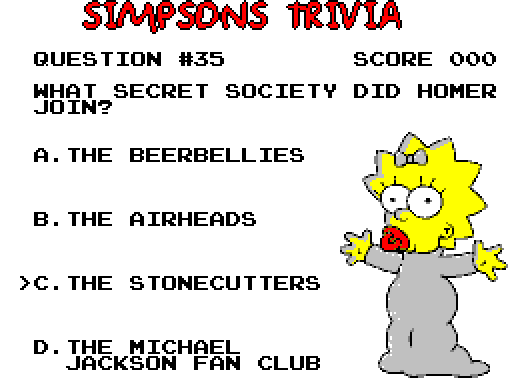 SIMPSONS TRIVIA
QUESTION #35 SCORE 000
WHAT SECRET SOCIETY DID HOMER
JOIN?
A. THE BEERBELLIES
B. THE AIRHEADS
>C. THE STONECUTTERS
D. THE MICHAEL
JACKSON FAN CLUB